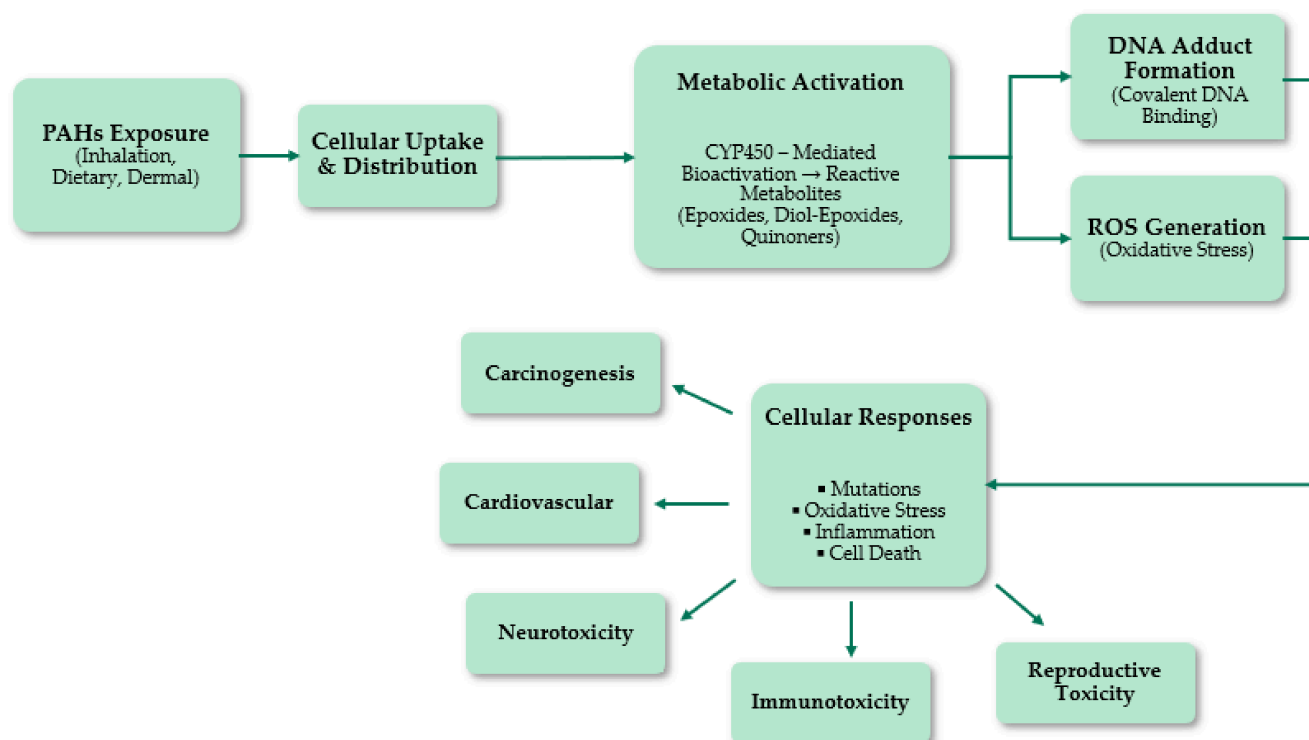 PAHs Exposure
(Inhalation,
Dietary, Dermal)
Cellular Uptake
& Distribution
Metabolic Activation
CYP450 – Mediated
Bioactivation → Reactive
Metabolites
(Epoxides, Diol-Epoxides,
Quinoners)
DNA Adduct
Formation
(Covalent DNA
Binding)
ROS Generation
(Oxidative Stress)
Cellular Responses
▪ Mutations
▪ Oxidative Stress
▪ Inflammation
▪ Cell Death
Carcinogenesis
Cardiovascular
Neurotoxicity
Immunotoxicity
Reproductive
Toxicity